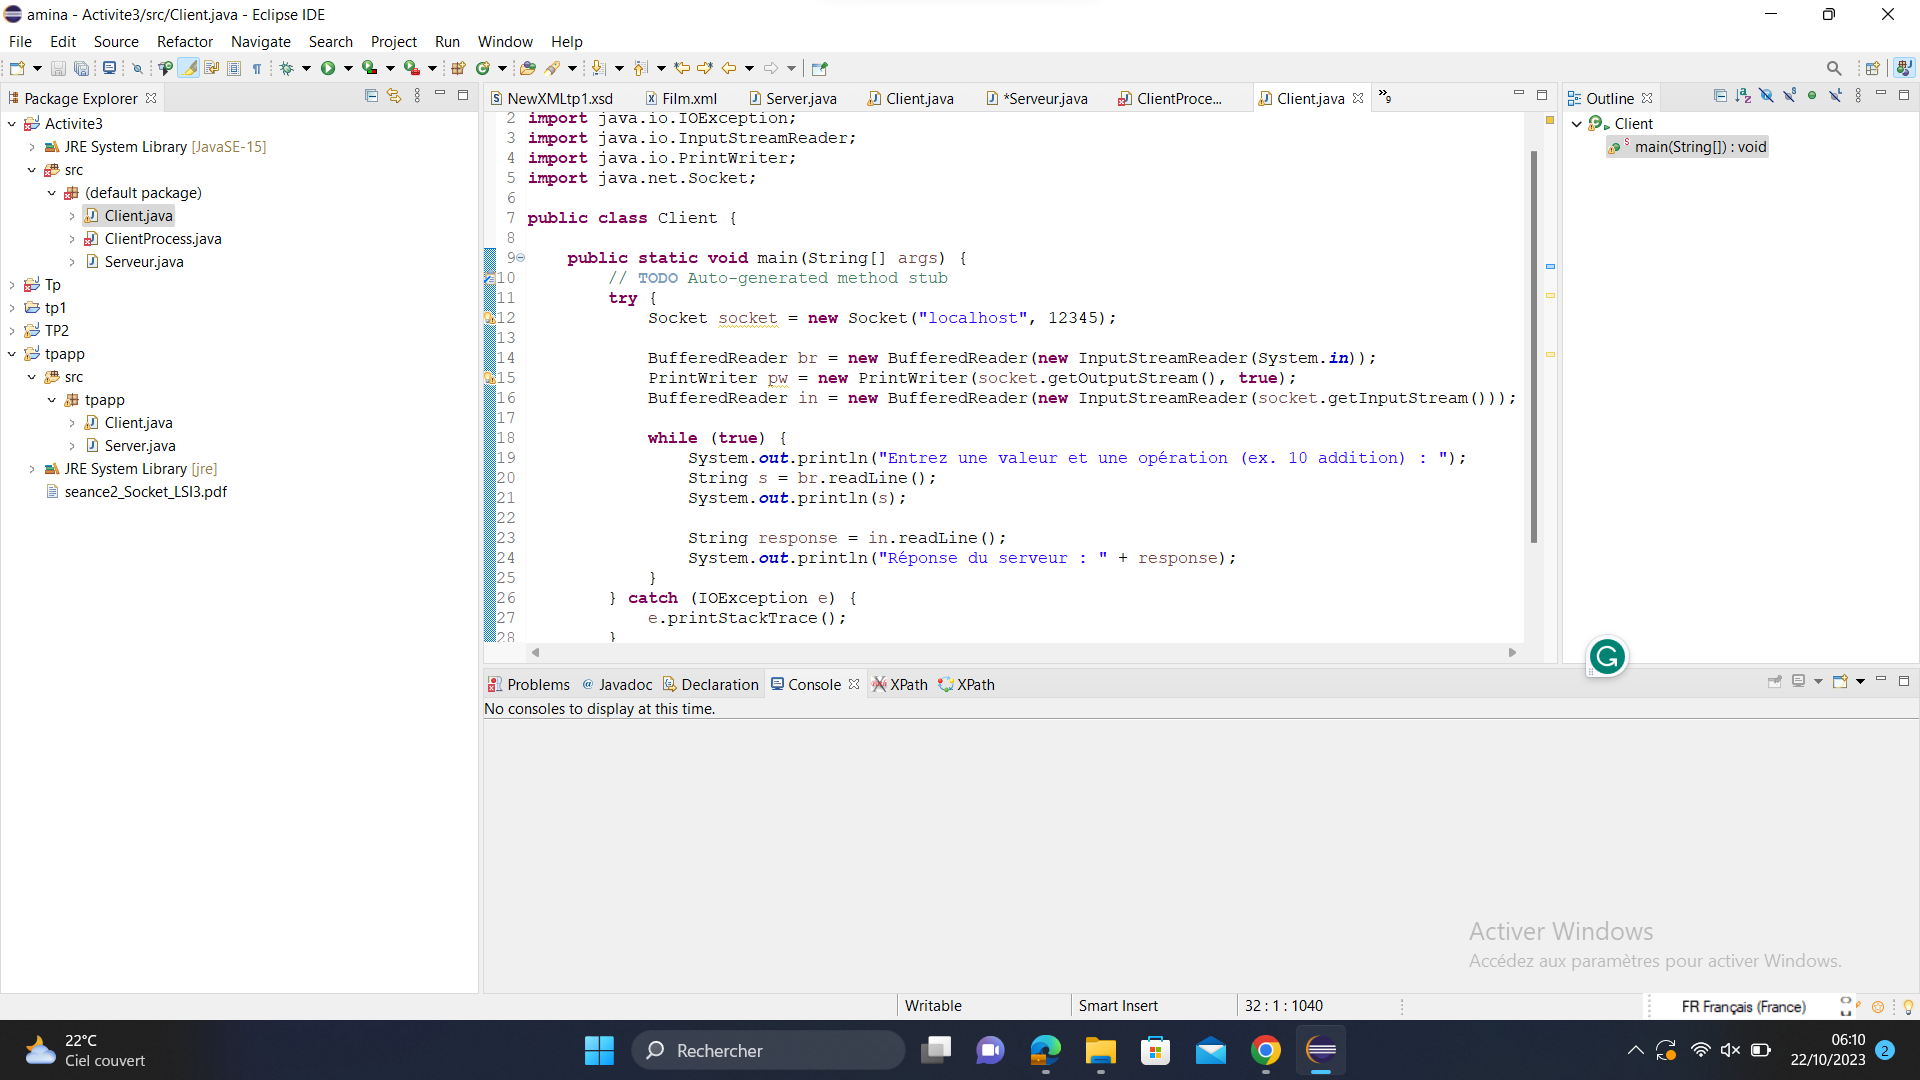 amina - Activite3/src/Client.java - Eclipse IDE
File Edit Source Refactor Navigate Search Project Run Window Help
Package Explorer
Activite3
JRE System Library [JavaSE-15]
src
(default package)
Client.java
ClientProcess.java
Serveur.java
Tp
tp1
TP2
tpapp
src
tpapp
Client.java
Server.java
JRE System Library [jre]
seance2_Socket_LSI3.pdf
NewXMLtp1.xsd Film.xml Server.java Client.java *Serveur.java ClientProce... Client.java »9
2 import java.io.IOException;
3 import java.io.InputStreamReader;
4 import java.io.PrintWriter;
5 import java.net.Socket;
6
7 public class Client {
8
9 public static void main(String[] args) {
10 // TODO Auto-generated method stub
11 try {
12 Socket socket = new Socket("localhost", 12345);
13
14 BufferedReader br = new BufferedReader(new InputStreamReader(System.in));
15 PrintWriter pw = new PrintWriter(socket.getOutputStream(), true);
16 BufferedReader in = new BufferedReader(new InputStreamReader(socket.getInputStream()));
17
18 while (true) {
19 System.out.println("Entrez une valeur et une opération (ex. 10 addition) : ");
20 String s = br.readLine();
21 System.out.println(s);
22
23 String response = in.readLine();
24 System.out.println("Réponse du serveur : " + response);
25 }
26 } catch (IOException e) {
27 e.printStackTrace();
28 }
Outline
Client
main(String[]) : void
Problems @ Javadoc Declaration Console XPath XPath
No consoles to display at this time.
Activer Windows
Accédez aux paramètres pour activer Windows.
Writable Smart Insert 32 : 1 : 1040
FR Français (France)
22°C
Ciel couvert
Rechercher
06:10
22/10/2023
2